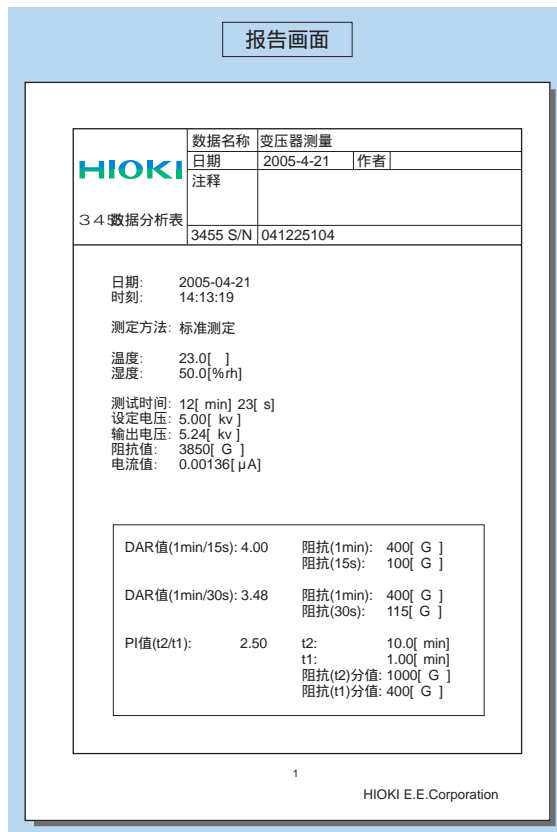 报告画面
HIOKI
数据名称 变压器测量
日期 2005-4-21 作者
注释
数据分析表
3455 S/N 041225104
日期: 2005-04-21
时刻: 14:13:19
测定方法: 标准测定
温度: 23.0[ ]
湿度: 50.0[%rh]
测试时间: 12[ min] 23[ s]
设定电压: 5.00[ kv ]
输出电压: 5.24[ kv ]
阻抗值: 3850[ G ]
电流值: 0.00136[ μA]
DAR值(1min/15s): 4.00 阻抗(1min): 400[ G ]
阻抗(15s): 100[ G ]
DAR值(1min/30s): 3.48 阻抗(1min): 400[ G ]
阻抗(30s): 115[ G ]
PI值(t2/t1): 2.50 t2: 10.0[ min]
t1: 1.00[ min]
阻抗(t2)分值: 1000[ G ]
阻抗(t1)分值: 400[ G ]
1
HIOKI E.E.Corporation